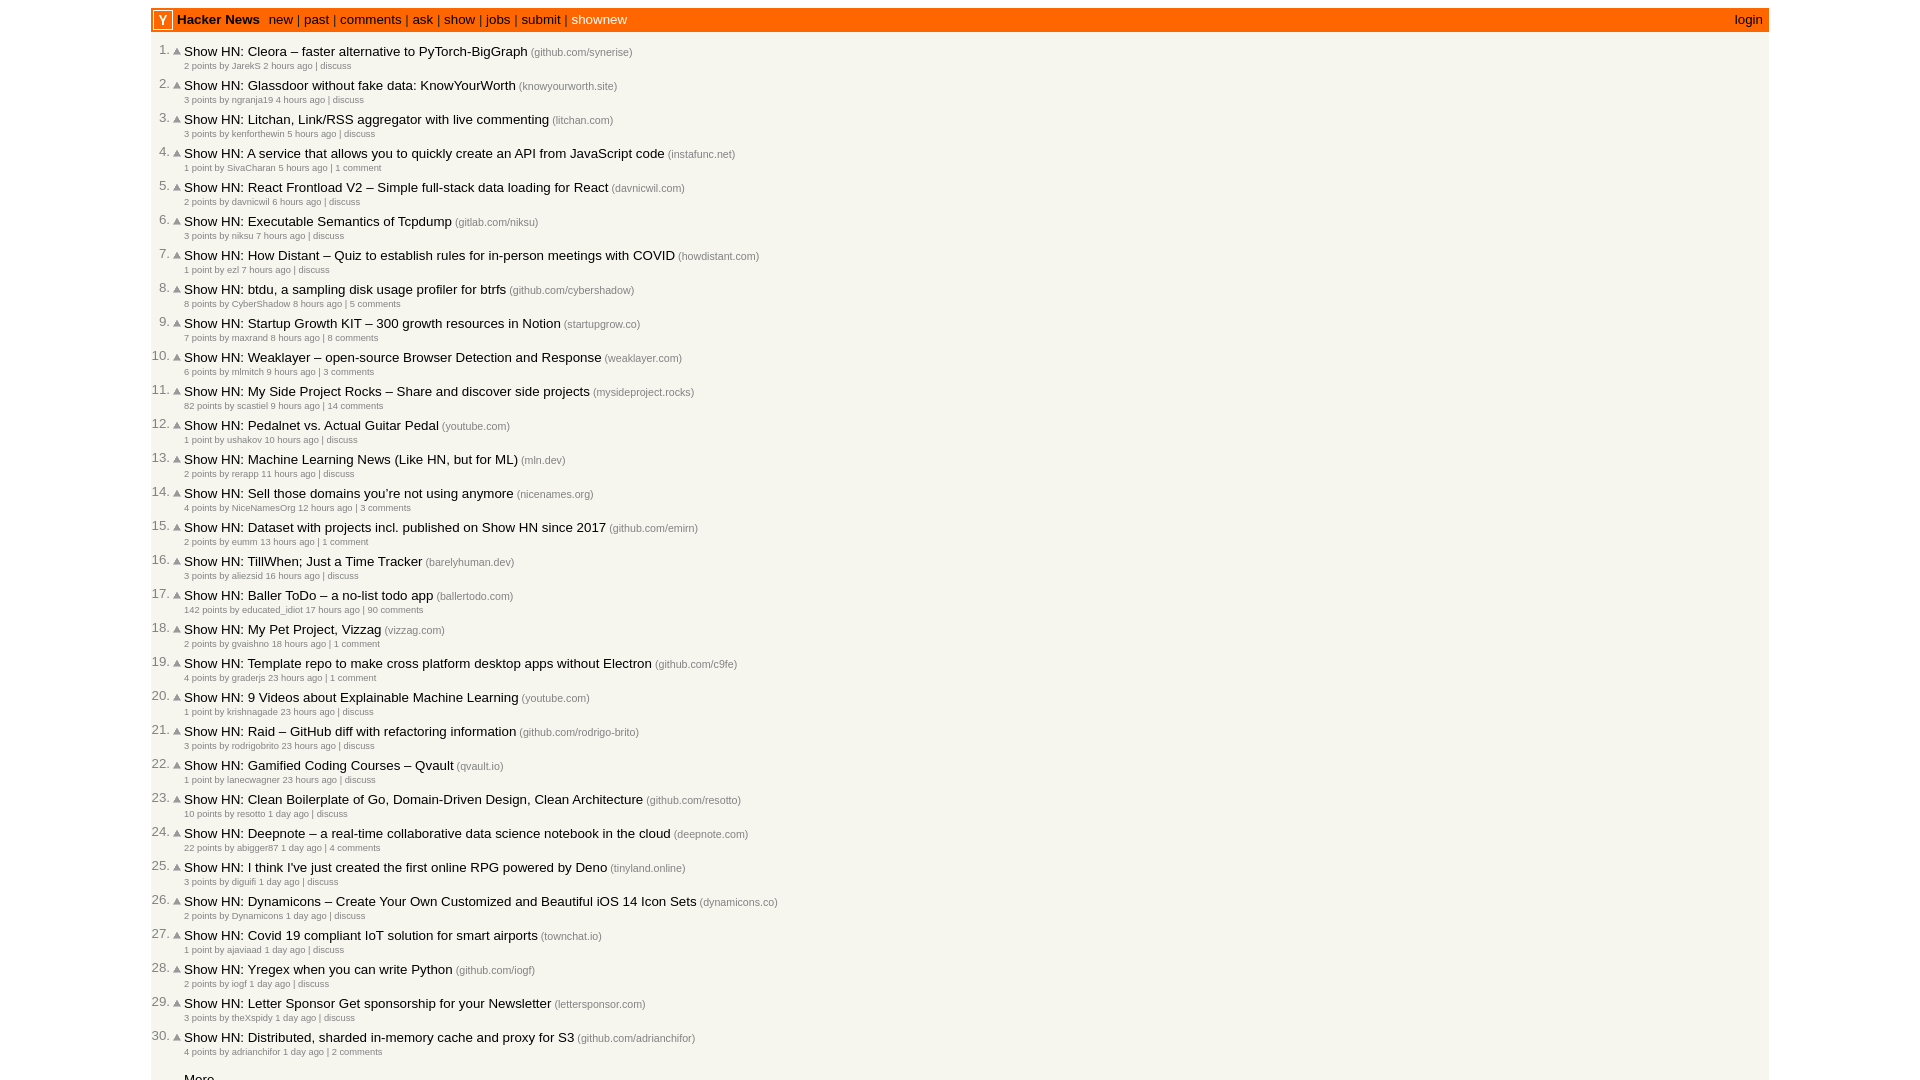 Y Hacker News new | past | comments | ask | show | jobs | submit | shownew login
1. Show HN: Cleora – faster alternative to PyTorch-BigGraph (github.com/synerise)
2 points by JarekS 2 hours ago | discuss
2. Show HN: Glassdoor without fake data: KnowYourWorth (knowyourworth.site)
3 points by ngranja19 4 hours ago | discuss
3. Show HN: Litchan, Link/RSS aggregator with live commenting (litchan.com)
3 points by kenforthewin 5 hours ago | discuss
4. Show HN: A service that allows you to quickly create an API from JavaScript code (instafunc.net)
1 point by SivaCharan 5 hours ago | 1 comment
5. Show HN: React Frontload V2 – Simple full-stack data loading for React (davnicwil.com)
2 points by davnicwil 6 hours ago | discuss
6. Show HN: Executable Semantics of Tcpdump (gitlab.com/niksu)
3 points by niksu 7 hours ago | discuss
7. Show HN: How Distant – Quiz to establish rules for in-person meetings with COVID (howdistant.com)
1 point by ezl 7 hours ago | discuss
8. Show HN: btdu, a sampling disk usage profiler for btrfs (github.com/cybershadow)
8 points by CyberShadow 8 hours ago | 5 comments
9. Show HN: Startup Growth KIT – 300 growth resources in Notion (startupgrow.co)
7 points by maxrand 8 hours ago | 8 comments
10. Show HN: Weaklayer – open-source Browser Detection and Response (weaklayer.com)
6 points by mlmitch 9 hours ago | 3 comments
11. Show HN: My Side Project Rocks – Share and discover side projects (mysideproject.rocks)
82 points by scastiel 9 hours ago | 14 comments
12. Show HN: Pedalnet vs. Actual Guitar Pedal (youtube.com)
1 point by ushakov 10 hours ago | discuss
13. Show HN: Machine Learning News (Like HN, but for ML) (mln.dev)
2 points by rerapp 11 hours ago | discuss
14. Show HN: Sell those domains you’re not using anymore (nicenames.org)
4 points by NiceNamesOrg 12 hours ago | 3 comments
15. Show HN: Dataset with projects incl. published on Show HN since 2017 (github.com/emirn)
2 points by eumm 13 hours ago | 1 comment
16. Show HN: TillWhen; Just a Time Tracker (barelyhuman.dev)
3 points by aliezsid 16 hours ago | discuss
17. Show HN: Baller ToDo – a no-list todo app (ballertodo.com)
142 points by educated_idiot 17 hours ago | 90 comments
18. Show HN: My Pet Project, Vizzag (vizzag.com)
2 points by gvaishno 18 hours ago | 1 comment
19. Show HN: Template repo to make cross platform desktop apps without Electron (github.com/c9fe)
4 points by graderjs 23 hours ago | 1 comment
20. Show HN: 9 Videos about Explainable Machine Learning (youtube.com)
1 point by krishnagade 23 hours ago | discuss
21. Show HN: Raid – GitHub diff with refactoring information (github.com/rodrigo-brito)
3 points by rodrigobrito 23 hours ago | discuss
22. Show HN: Gamified Coding Courses – Qvault (qvault.io)
1 point by lanecwagner 23 hours ago | discuss
23. Show HN: Clean Boilerplate of Go, Domain-Driven Design, Clean Architecture (github.com/resotto)
10 points by resotto 1 day ago | discuss
24. Show HN: Deepnote – a real-time collaborative data science notebook in the cloud (deepnote.com)
22 points by abigger87 1 day ago | 4 comments
25. Show HN: I think I've just created the first online RPG powered by Deno (tinyland.online)
3 points by diguifi 1 day ago | discuss
26. Show HN: Dynamicons – Create Your Own Customized and Beautiful iOS 14 Icon Sets (dynamicons.co)
2 points by Dynamicons 1 day ago | discuss
27. Show HN: Covid 19 compliant IoT solution for smart airports (townchat.io)
1 point by ajaviaad 1 day ago | discuss
28. Show HN: Yregex when you can write Python (github.com/iogf)
2 points by iogf 1 day ago | discuss
29. Show HN: Letter Sponsor Get sponsorship for your Newsletter (lettersponsor.com)
3 points by theXspidy 1 day ago | discuss
30. Show HN: Distributed, sharded in-memory cache and proxy for S3 (github.com/adrianchifor)
4 points by adrianchifor 1 day ago | 2 comments
More